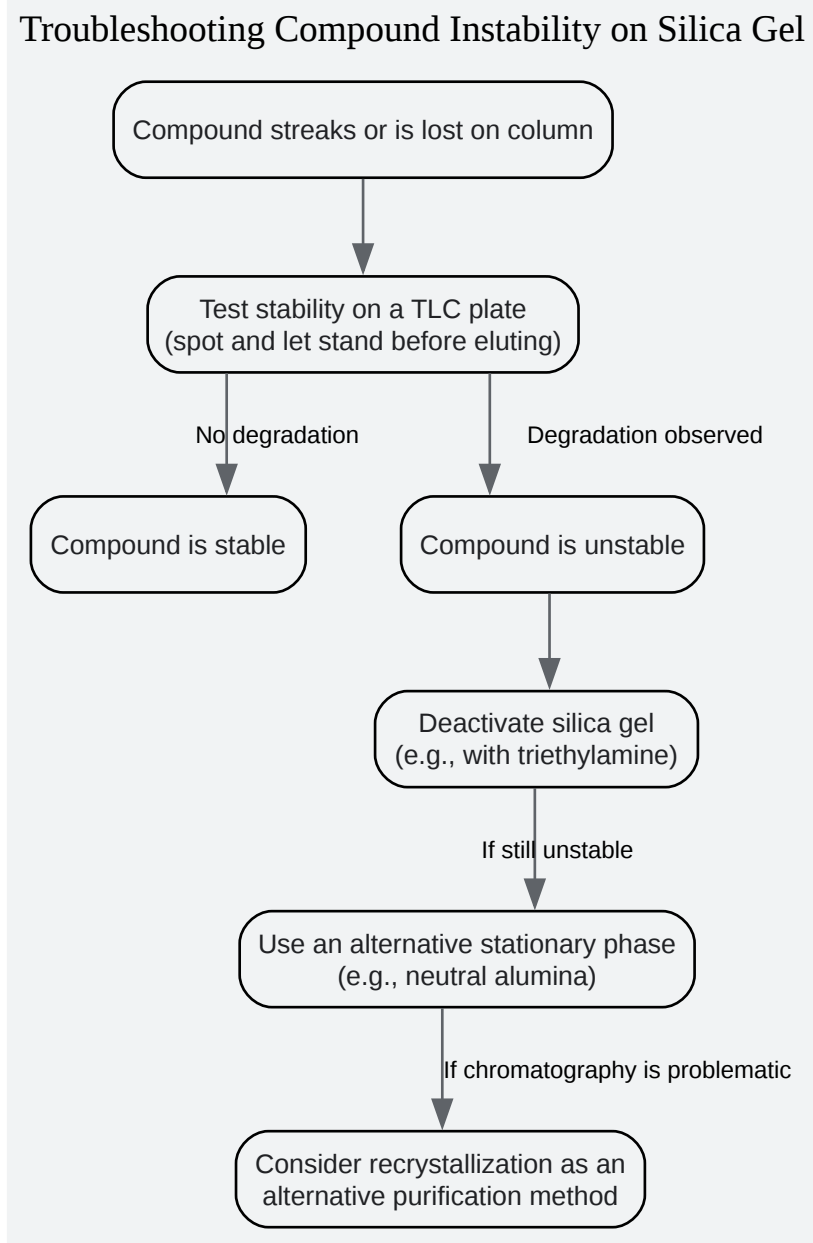 Troubleshooting Compound Instability on Silica Gel
Compound streaks or is lost on column
Test stability on a TLC plate
(spot and let stand before eluting)
No degradation
Degradation observed
Compound is stable
Compound is unstable
Deactivate silica gel
(e.g., with triethylamine)
If still unstable
Use an alternative stationary phase
(e.g., neutral alumina)
If chromatography is problematic
Consider recrystallization as an
alternative purification method